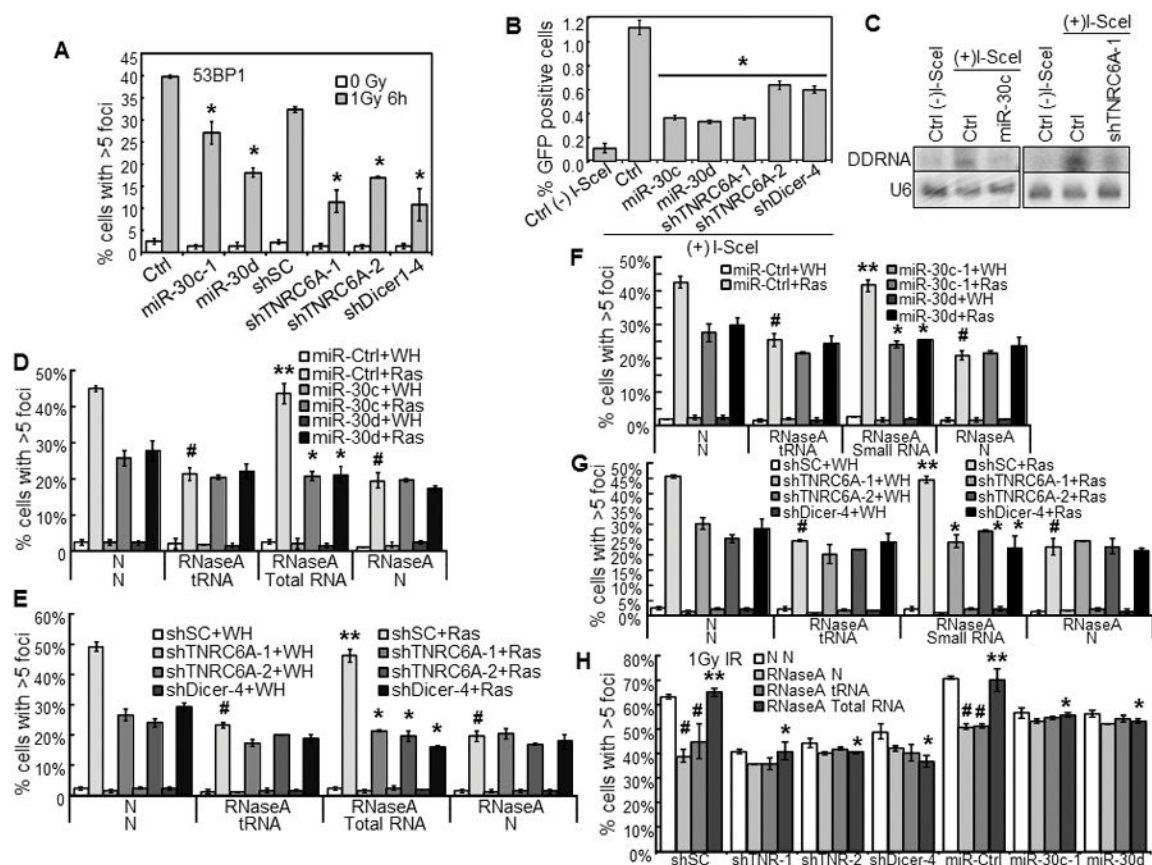 A
53BP1
0 Gy
1Gy 6h
% cells with >5 foci
45
40
35
30
25
20
15
10
5
0
Ctrl
miR-30c-1
miR-30d
shSC
shTNRC6A-1
shTNRC6A-2
shDicer1-4
* * * * *
B
% GFP positive cells
1.2
1.0
0.8
0.6
0.4
0.2
0.0
*
Ctrl (-) I-SceI
Ctrl
miR-30c
miR-30d
shTNRC6A-1
shTNRC6A-2
shDicer-4
(+) I-SceI
C
(+)I-SceI
(+)I-SceI
Ctrl (-)I-SceI
Ctrl
miR-30c
Ctrl (-)I-SceI
Ctrl
shTNRC6A-1
DDRNA
U6
D
miR-Ctrl+WH
miR-Ctrl+Ras
miR-30c+WH
miR-30c+Ras
miR-30d+WH
miR-30d+Ras
% cells with >5 foci
50%
40%
30%
20%
10%
0
# ** * * #
N RNaseA RNaseA RNaseA
N tRNA Total RNA N
E
shSC+WH shSC+Ras
shTNRC6A-1+WH shTNRC6A-1+Ras
shTNRC6A-2+WH shTNRC6A-2+Ras
shDicer-4+WH shDicer-4+Ras
% cells with >5 foci
60%
50%
40%
30%
20%
10%
0
# ** * * * #
N RNaseA RNaseA RNaseA
N tRNA Total RNA N
F
miR-Ctrl+WH miR-30c-1+WH
miR-Ctrl+Ras miR-30c-1+Ras
miR-30d+WH
miR-30d+Ras
% cells with >5 foci
50%
40%
30%
20%
10%
0
# ** * * #
N RNaseA RNaseA RNaseA
N tRNA Small RNA N
G
shSC+WH shSC+Ras
shTNRC6A-1+WH shTNRC6A-1+Ras
shTNRC6A-2+WH shTNRC6A-2+Ras
shDicer-4+WH shDicer-4+Ras
% cells with >5 foci
50%
45%
35%
30%
25%
20%
15%
5%
0
# ** * * * #
N RNaseA RNaseA RNaseA
N tRNA Small RNA N
H
1Gy IR
N N
RNaseA N
RNaseA tRNA
RNaseA Total RNA
% cells with >5 foci
80%
70%
60%
50%
40%
30%
20%
10%
0%
# # ** * * * # # ** * *
shSC shTNR-1 shTNR-2 shDicer-4 miR-Ctrl miR-30c-1 miR-30d